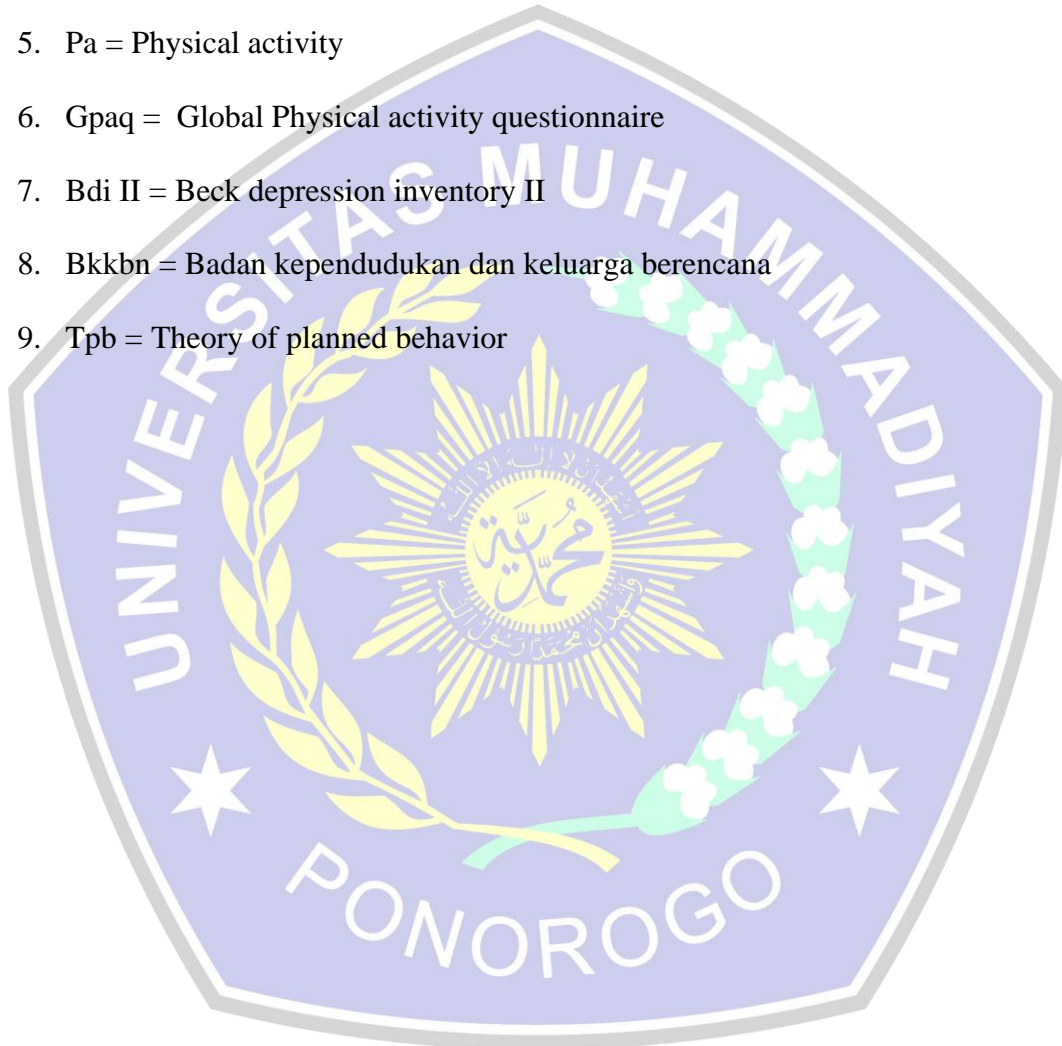 5. Pa = Physical activity
6. Gpaq = Global Physical activity questionnaire
7. Bdi II = Beck depression inventory II
8. Bkkbn = Badan kependudukan dan keluarga berencana
9. Tpb = Theory of planned behavior
UNIVERSITAS MUHAMMADIYAH
PONOROGO
محمدية